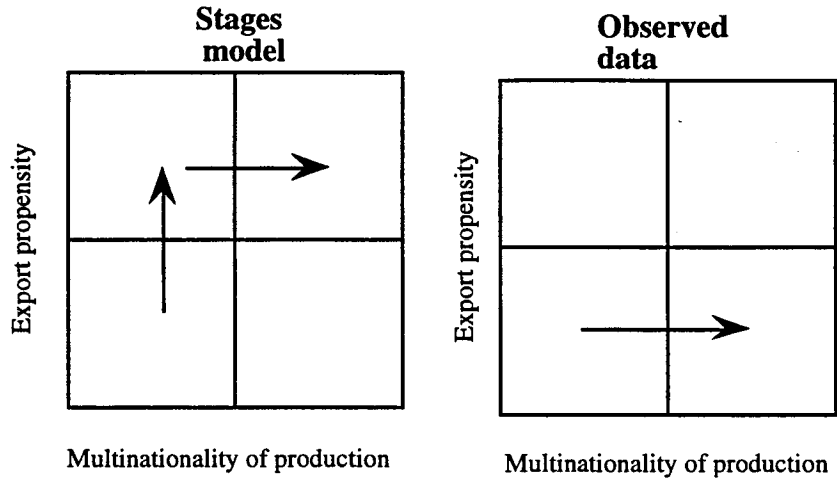 Stages
model
Export propensity
Multinationality of production
Observed
data
Export propensity
Multinationality of production